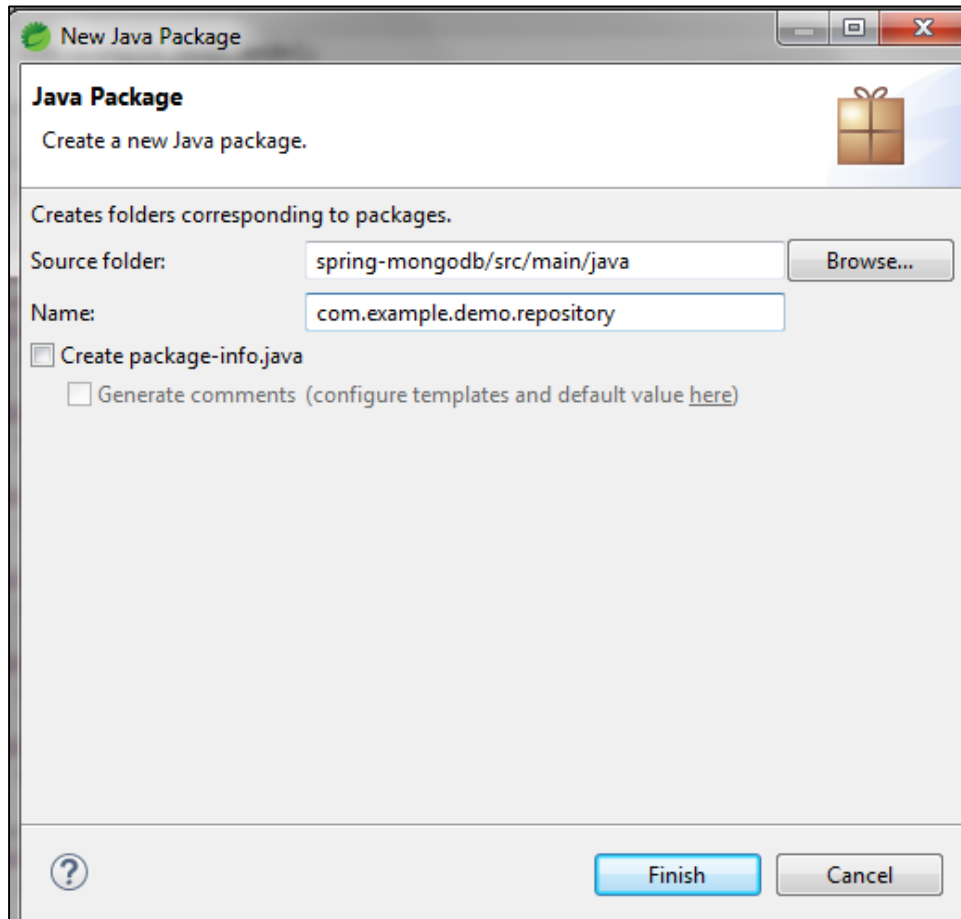 New Java Package
Java Package
Create a new Java package.
Creates folders corresponding to packages.
Source folder: spring-mongodb/src/main/java Browse...
Name: com.example.demo.repository
Create package-info.java
Generate comments (configure templates and default value here)
? Finish Cancel